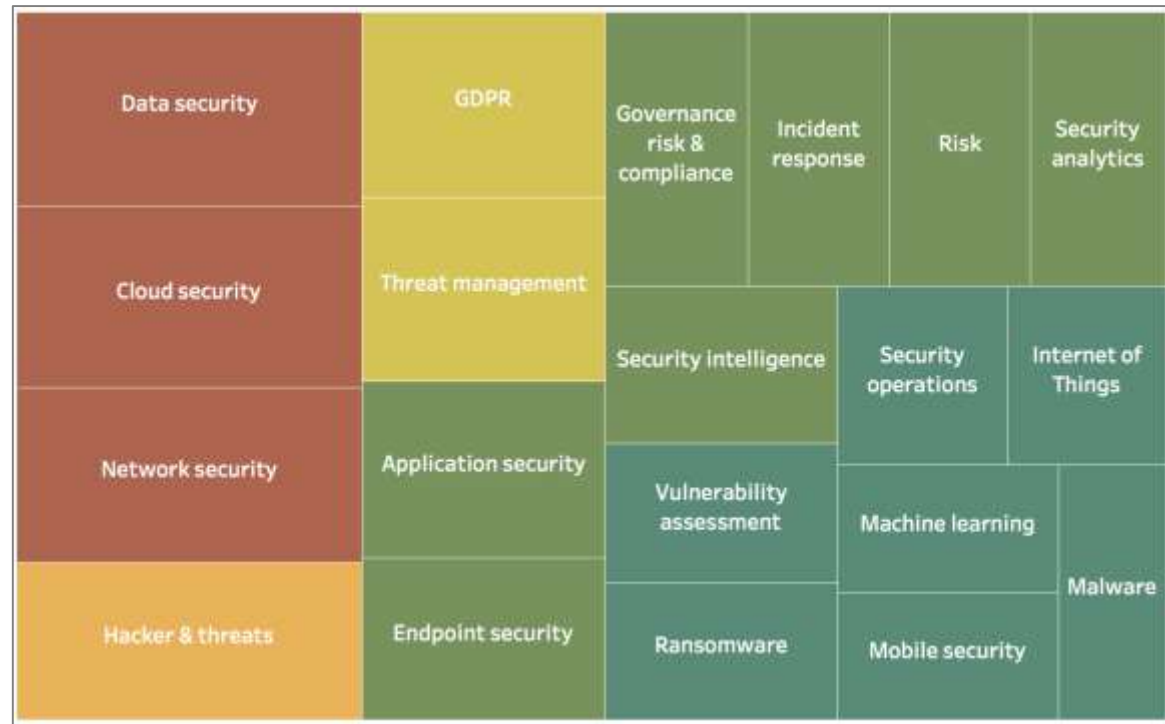 Data security
Cloud security
Network security
Hacker & threats
GDPR
Threat management
Application security
Endpoint security
Governance
risk &
compliance
Incident
response
Risk
Security
analytics
Security intelligence
Security
operations
Internet of
Things
Vulnerability
assessment
Machine learning
Malware
Ransomware
Mobile security